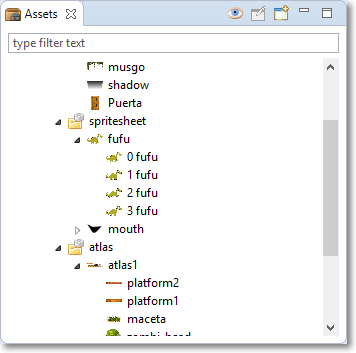 Assets
type filter text
musgo
shadow
Puerta
spritesheet
fufu
0 fufu
1 fufu
2 fufu
3 fufu
mouth
atlas
atlas1
platform2
platform1
maceta